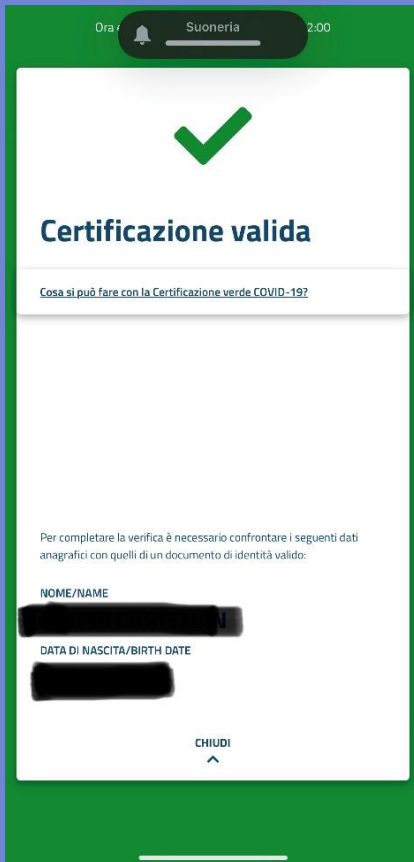 Ora
Suoneria
2:00
Certificazione valida
Cosa si può fare con la Certificazione verde COVID-19?
Per completare la verifica è necessario confrontare i seguenti dati
anagrafici con quelli di un documento di identità valido:
NOME/NAME
DATA DI NASCITA/BIRTH DATE
CHIUDI